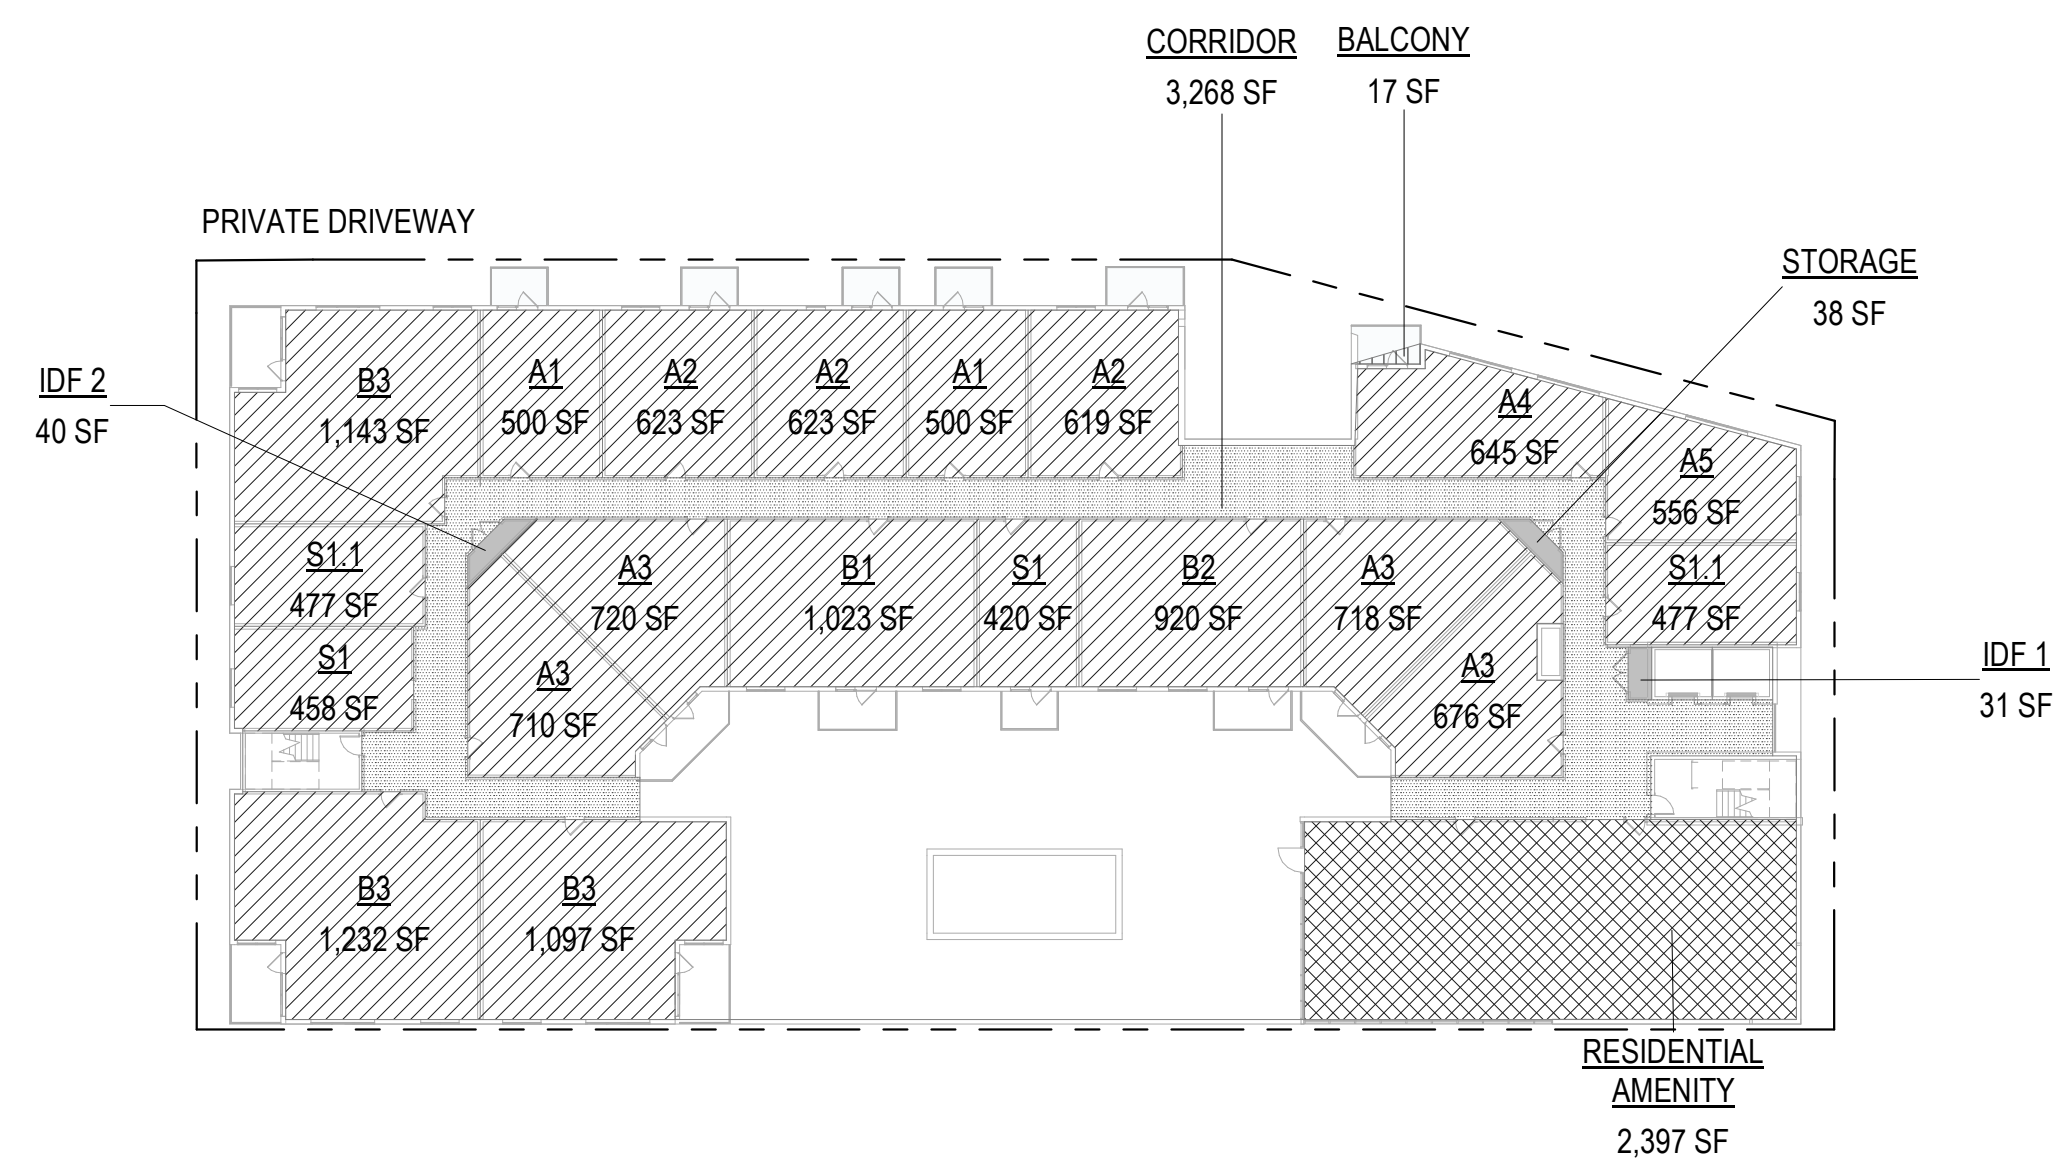 CORRIDOR
3,268 SF
BALCONY
17 SF
PRIVATE DRIVEWAY
STORAGE
38 SF
IDF 2
40 SF
B3
1,143 SF
A1
500 SF
A2
623 SF
A2
623 SF
A1
500 SF
A2
619 SF
A4
645 SF
A5
556 SF
S1.1
477 SF
A3
720 SF
B1
1,023 SF
S1
420 SF
B2
920 SF
A3
718 SF
S1.1
477 SF
S1
458 SF
A3
710 SF
A3
676 SF
IDF 1
31 SF
B3
1,232 SF
B3
1,097 SF
RESIDENTIAL
AMENITY
2,397 SF